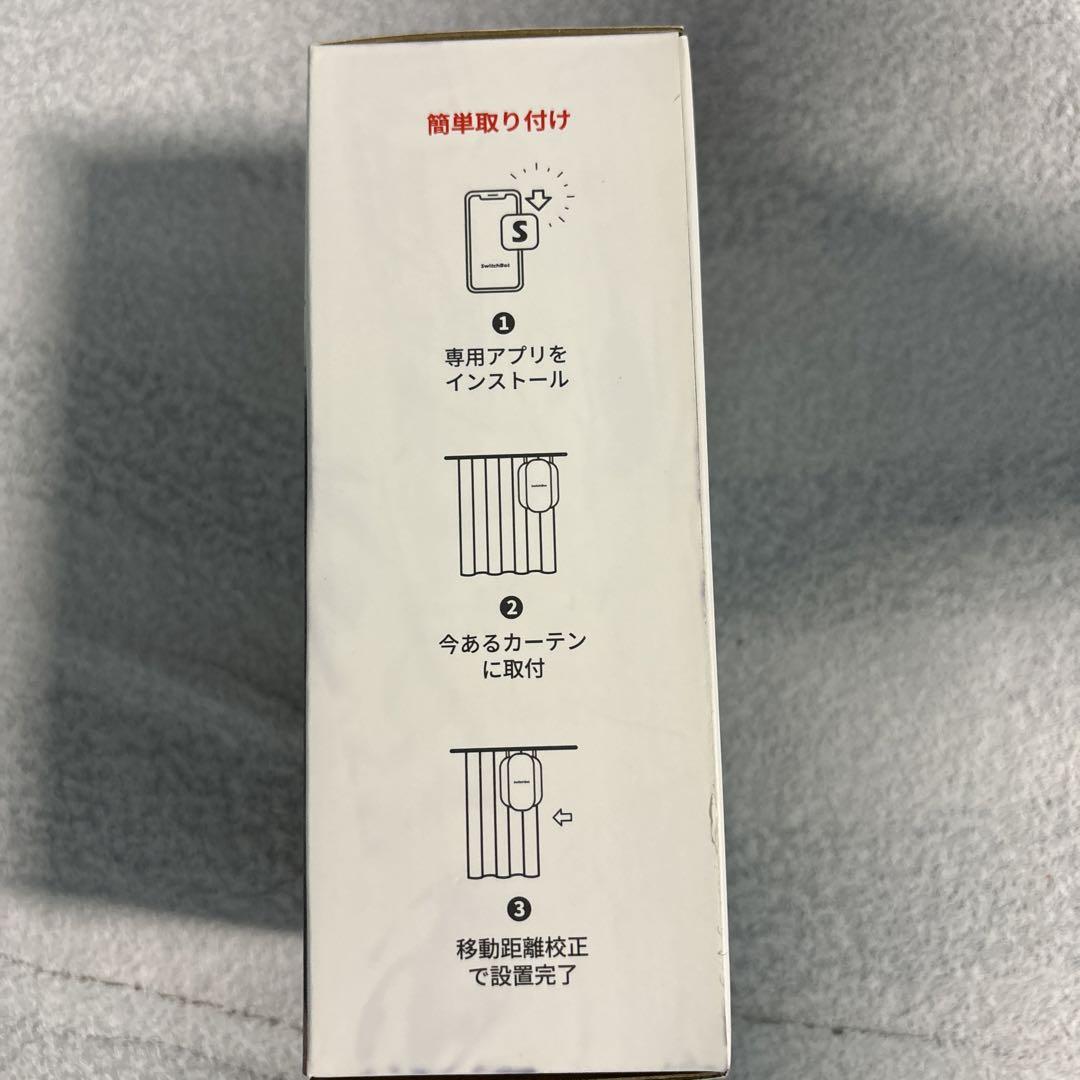 簡単取り付け
S
SwitchBot
1
専用アプリを
インストール
SwitchBot
2
今あるカーテン
に取付
SwitchBot
3
移動距離校正
で設置完了